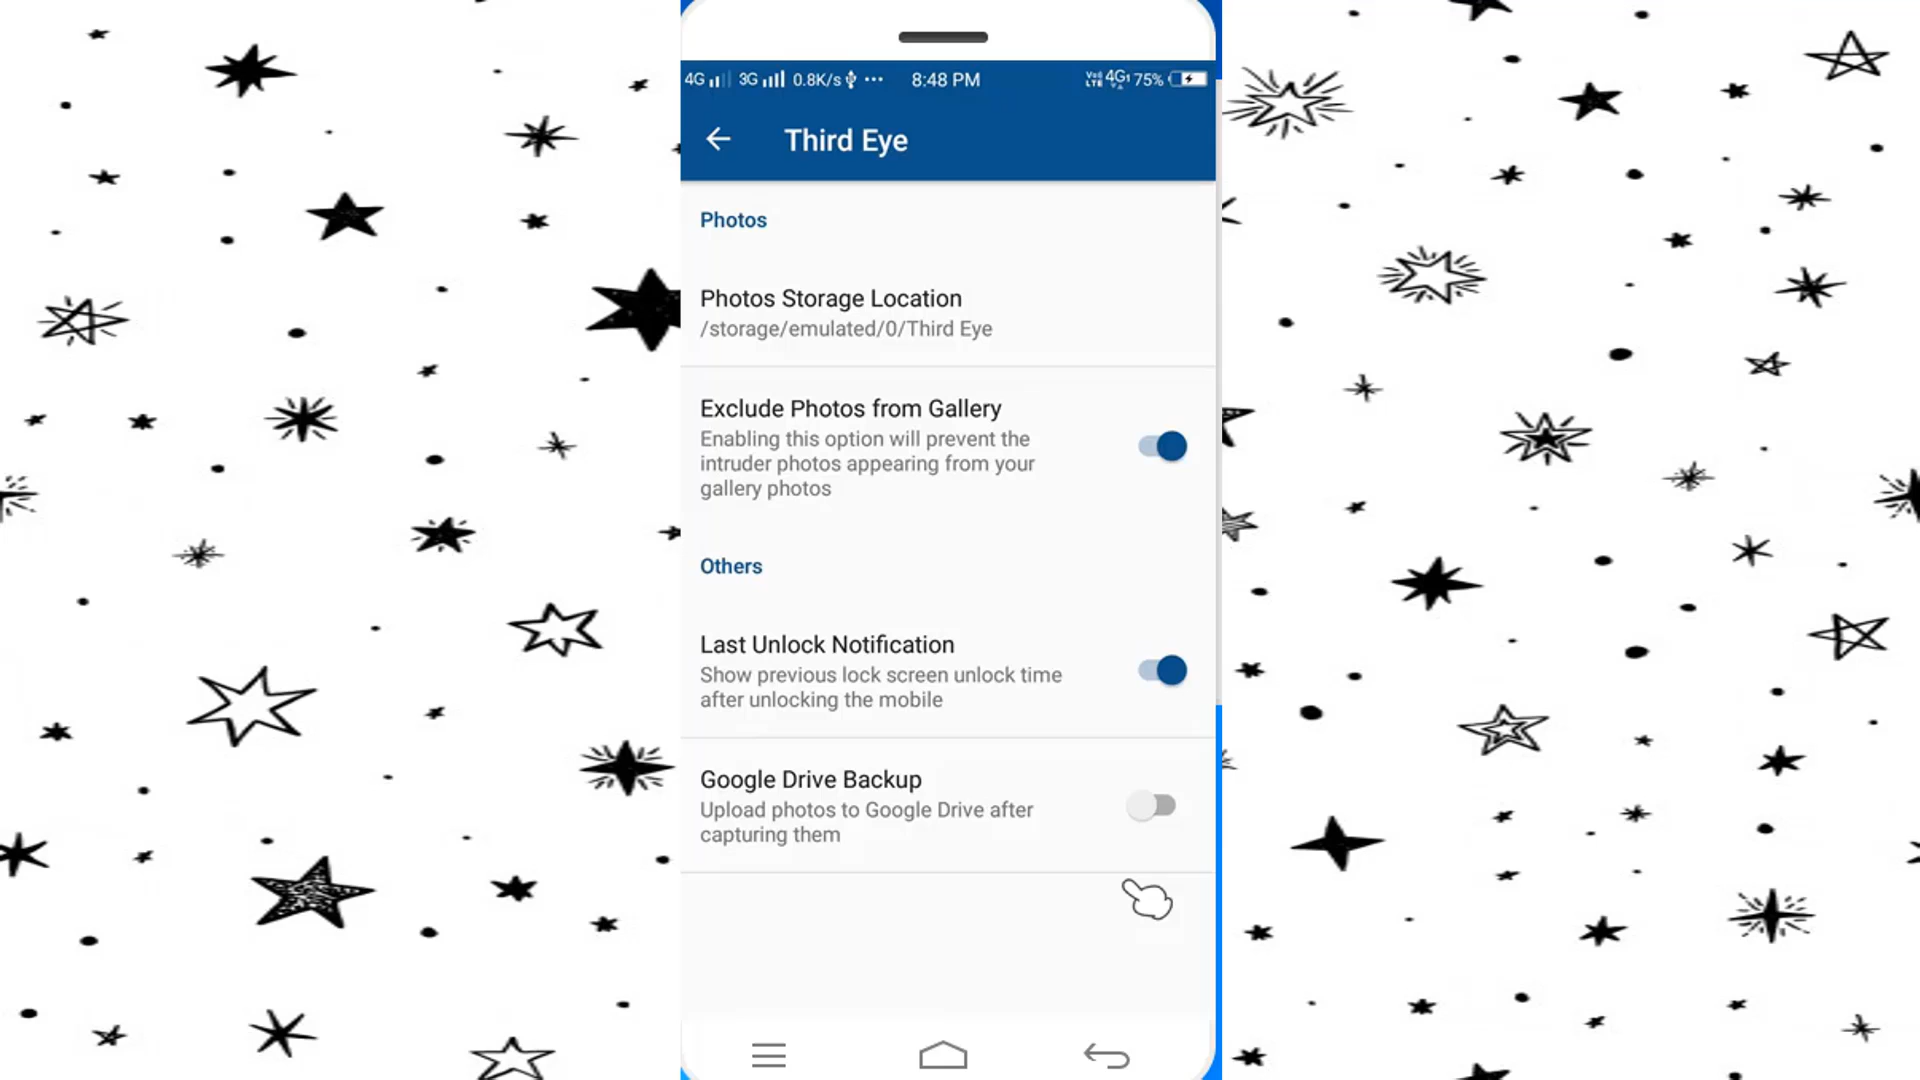 4G 3G 0.8K/s ... 8:48 PM VoLTE 4G 75%
Third Eye
Photos
Photos Storage Location
/storage/emulated/0/Third Eye
Exclude Photos from Gallery
Enabling this option will prevent the
intruder photos appearing from your
gallery photos
Others
Last Unlock Notification
Show previous lock screen unlock time
after unlocking the mobile
Google Drive Backup
Upload photos to Google Drive after
capturing them